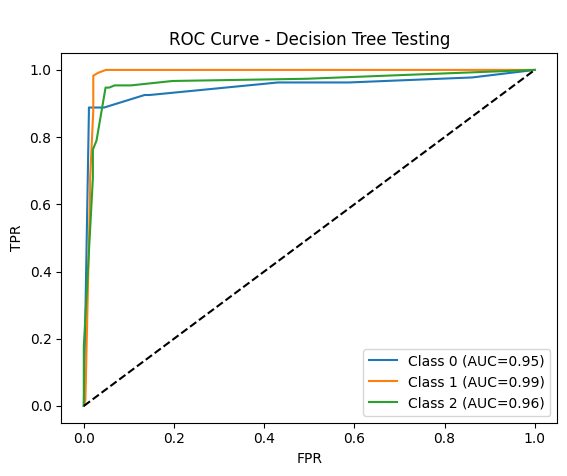 ROC Curve - Decision Tree Testing
1.0
0.8
0.6
0.4
0.2
0.0
TPR
Class 0 (AUC=0.95)
Class 1 (AUC=0.99)
Class 2 (AUC=0.96)
0.0 0.2 0.4 0.6 0.8 1.0
FPR